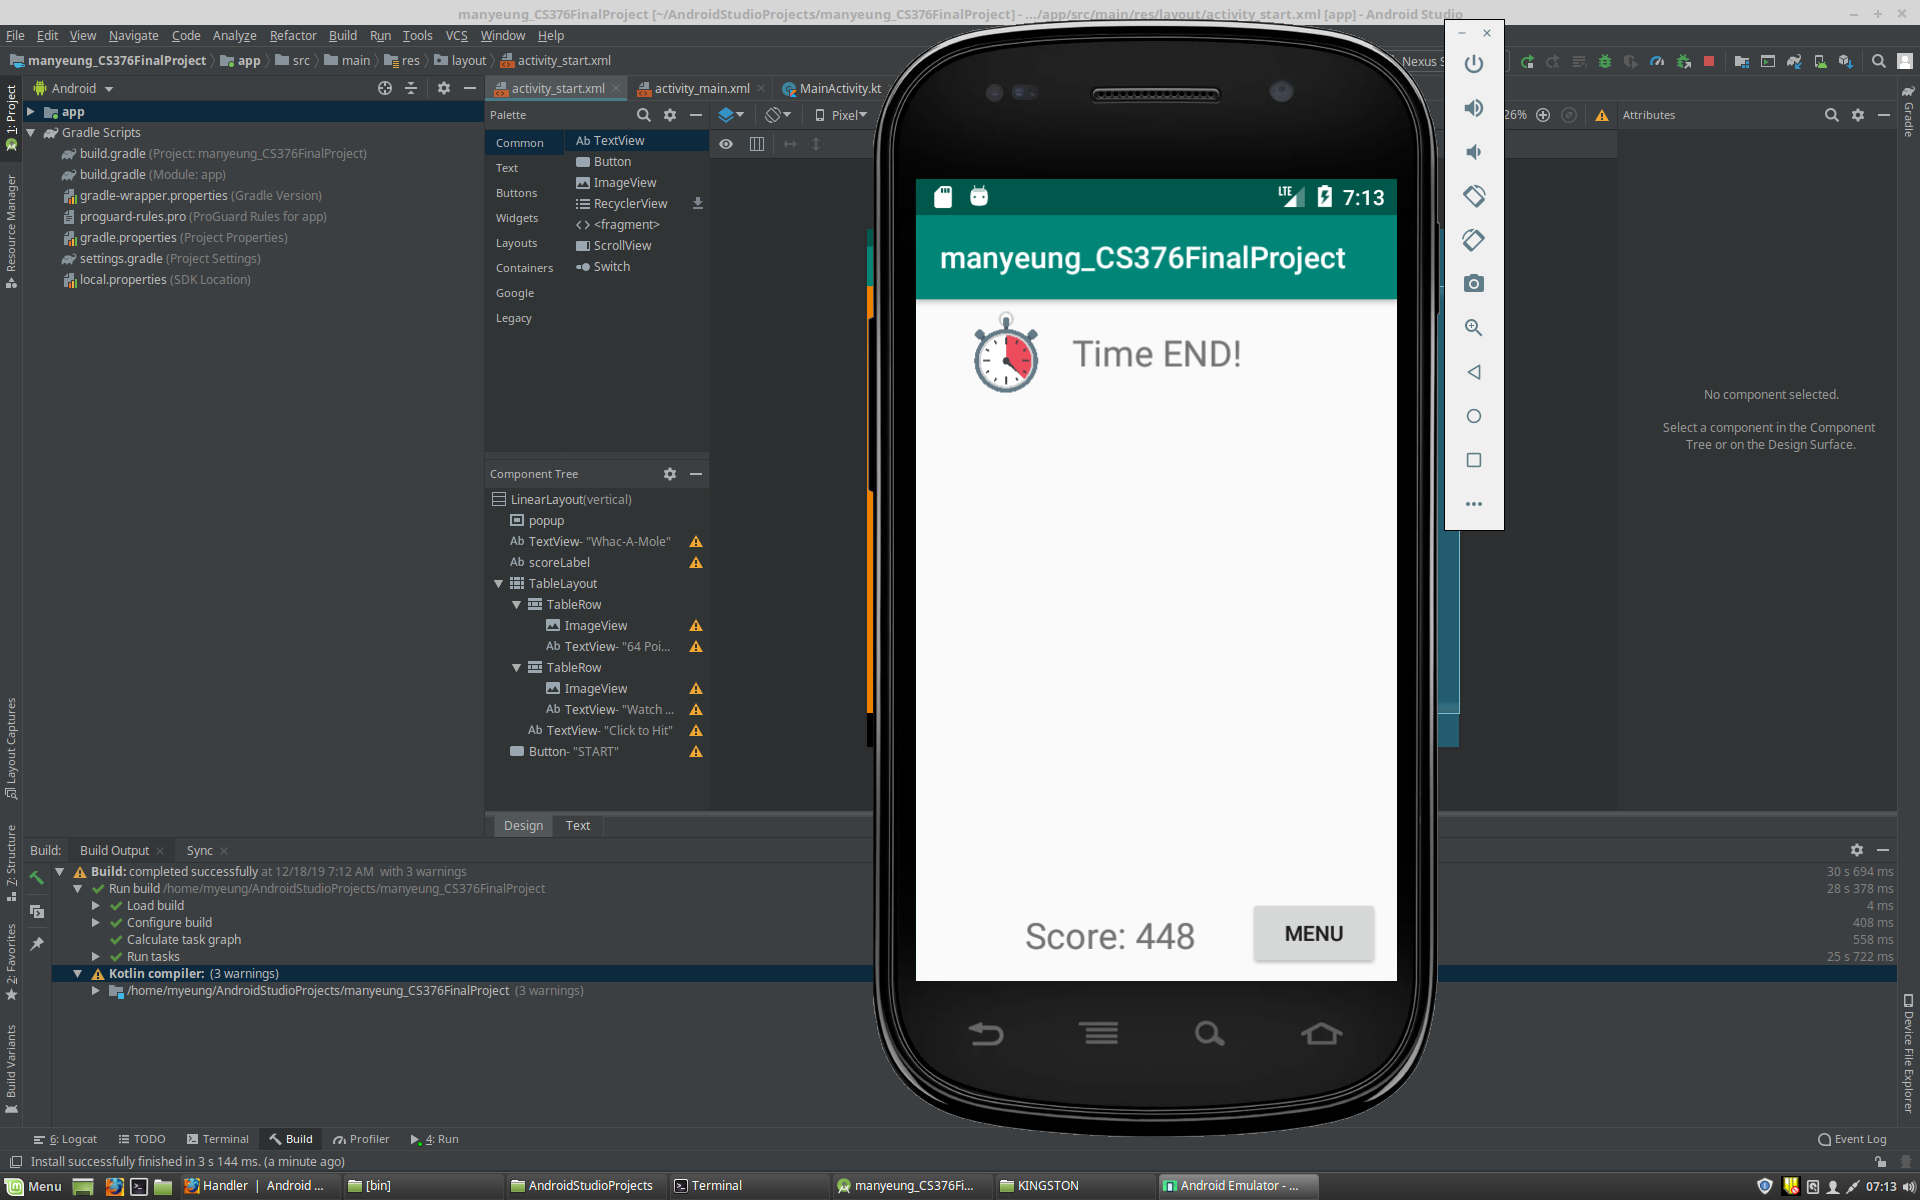 manyeung_CS376FinalProject [~/AndroidStudioProjects/manyeung_CS376FinalProject] - .../app/src/main/res/layout/activity_start.xml [app] - Android Studio
File Edit View Navigate Code Analyze Refactor Build Run Tools VCS Window Help
manyeung_CS376FinalProject app src main res layout activity_start.xml
Nexus S
1: Project
Android
activity_start.xml activity_main.xml MainActivity.kt
app
Gradle Scripts
build.gradle (Project: manyeung_CS376FinalProject)
build.gradle (Module: app)
gradle-wrapper.properties (Gradle Version)
proguard-rules.pro (ProGuard Rules for app)
gradle.properties (Project Properties)
settings.gradle (Project Settings)
local.properties (SDK Location)
Resource Manager
Palette
Pixel
26%
Attributes
Gradle
Common
Text
Buttons
Widgets
Layouts
Containers
Google
Legacy
Ab TextView
Button
ImageView
RecyclerView
<fragment>
ScrollView
Switch
Component Tree
LinearLayout(vertical)
popup
Ab TextView- "Whac-A-Mole"
Ab scoreLabel
TableLayout
TableRow
ImageView
Ab TextView- "64 Poi...
TableRow
ImageView
Ab TextView- "Watch ...
Ab TextView- "Click to Hit"
Button- "START"
LTE 7:13
manyeung_CS376FinalProject
Time END!
Score: 448
MENU
No component selected.
Select a component in the Component
Tree or on the Design Surface.
Design Text
Layout Captures
7: Structure
2: Favorites
Build Variants
Device File Explorer
Build: Build Output Sync
Build: completed successfully at 12/18/19 7:12 AM with 3 warnings 30 s 694 ms
Run build /home/myeung/AndroidStudioProjects/manyeung_CS376FinalProject 28 s 378 ms
Load build 4 ms
Configure build 408 ms
Calculate task graph 558 ms
Run tasks 25 s 722 ms
Kotlin compiler: (3 warnings)
/home/myeung/AndroidStudioProjects/manyeung_CS376FinalProject (3 warnings)
6: Logcat TODO Terminal Build Profiler 4: Run Event Log
Install successfully finished in 3 s 144 ms. (a minute ago)
Menu Handler | Android ... [bin] AndroidStudioProjects Terminal manyeung_CS376Fi... KINGSTON Android Emulator - ... 07:13